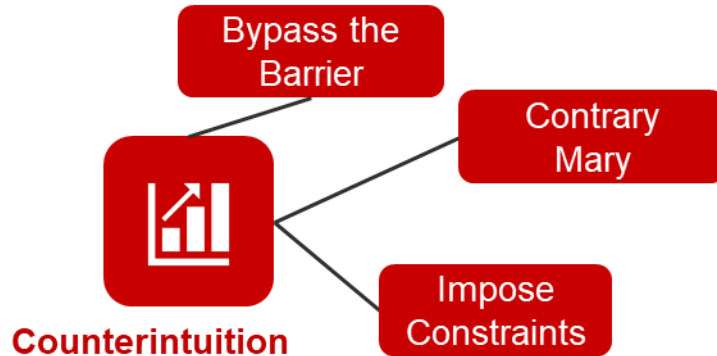 Bypass the
Barrier
Contrary
Mary
Impose
Constraints
Counterintuition